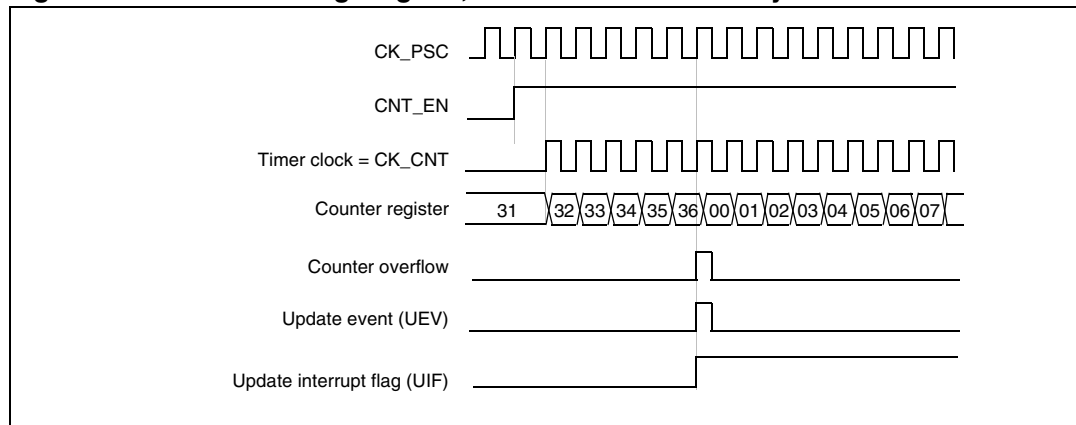 CK_PSC
CNT_EN
Timer clock = CK_CNT
Counter register 31 32 33 34 35 36 00 01 02 03 04 05 06 07
Counter overflow
Update event (UEV)
Update interrupt flag (UIF)